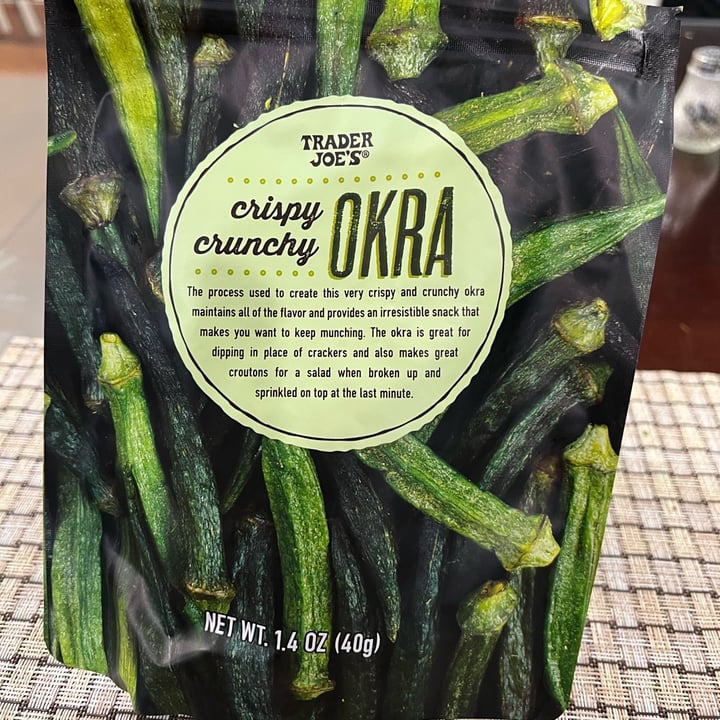 TRADER
JOE'S®
crispy
crunchy OKRA
The process used to create this very crispy and crunchy okra
maintains all of the flavor and provides an irresistible snack that
makes you want to keep munching. The okra is great for
dipping in place of crackers and also makes great
croutons for a salad when broken up and
sprinkled on top at the last minute.
NET WT. 1.4 OZ (40g)